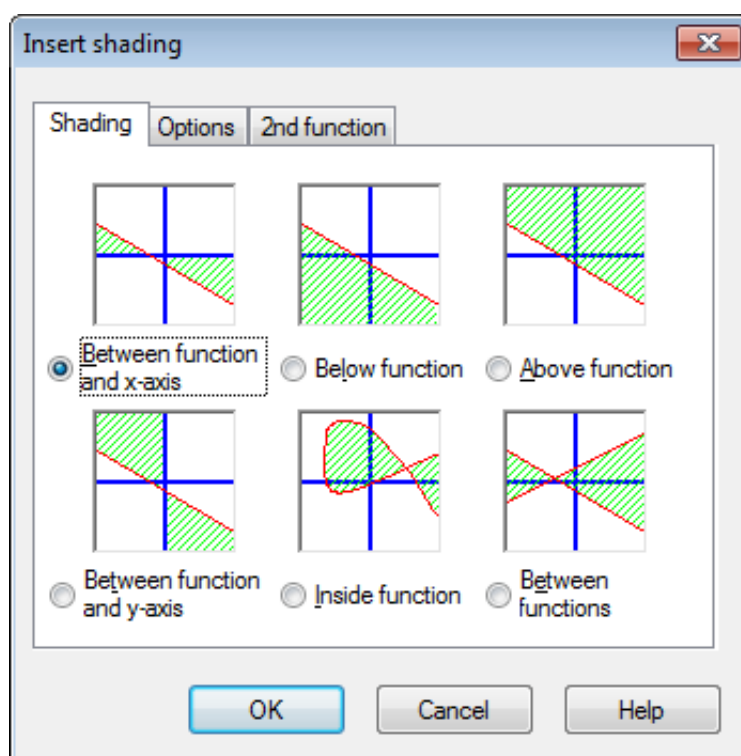 Insert shading
Shading Options 2nd function
Between function
and x-axis
Below function
Above function
Between function
and y-axis
Inside function
Between
functions
OK Cancel Help